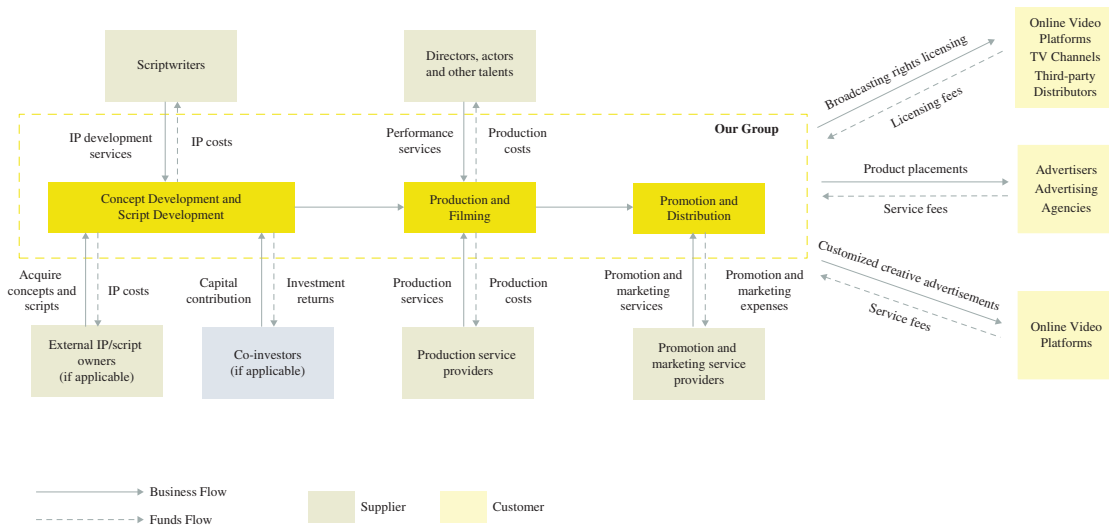 Scriptwriters
Directors, actors
and other talents
Online Video
Platforms
TV Channels
Third-party
Distributors
Broadcasting rights licensing
Licensing fees
Our Group
IP development
services
IP costs
Performance
services
Production
costs
Concept Development and
Script Development
Production and
Filming
Promotion and
Distribution
Product placements
Service fees
Advertisers
Advertising
Agencies
Customized creative advertisements
Service fees
Acquire
concepts and
scripts
IP costs
Capital
contribution
Investment
returns
Production
services
Production
costs
Promotion and
marketing
services
Promotion and
marketing
expenses
External IP/script
owners
(if applicable)
Co-investors
(if applicable)
Production service
providers
Promotion and
marketing service
providers
Online Video
Platforms
Business Flow
Funds Flow
Supplier
Customer